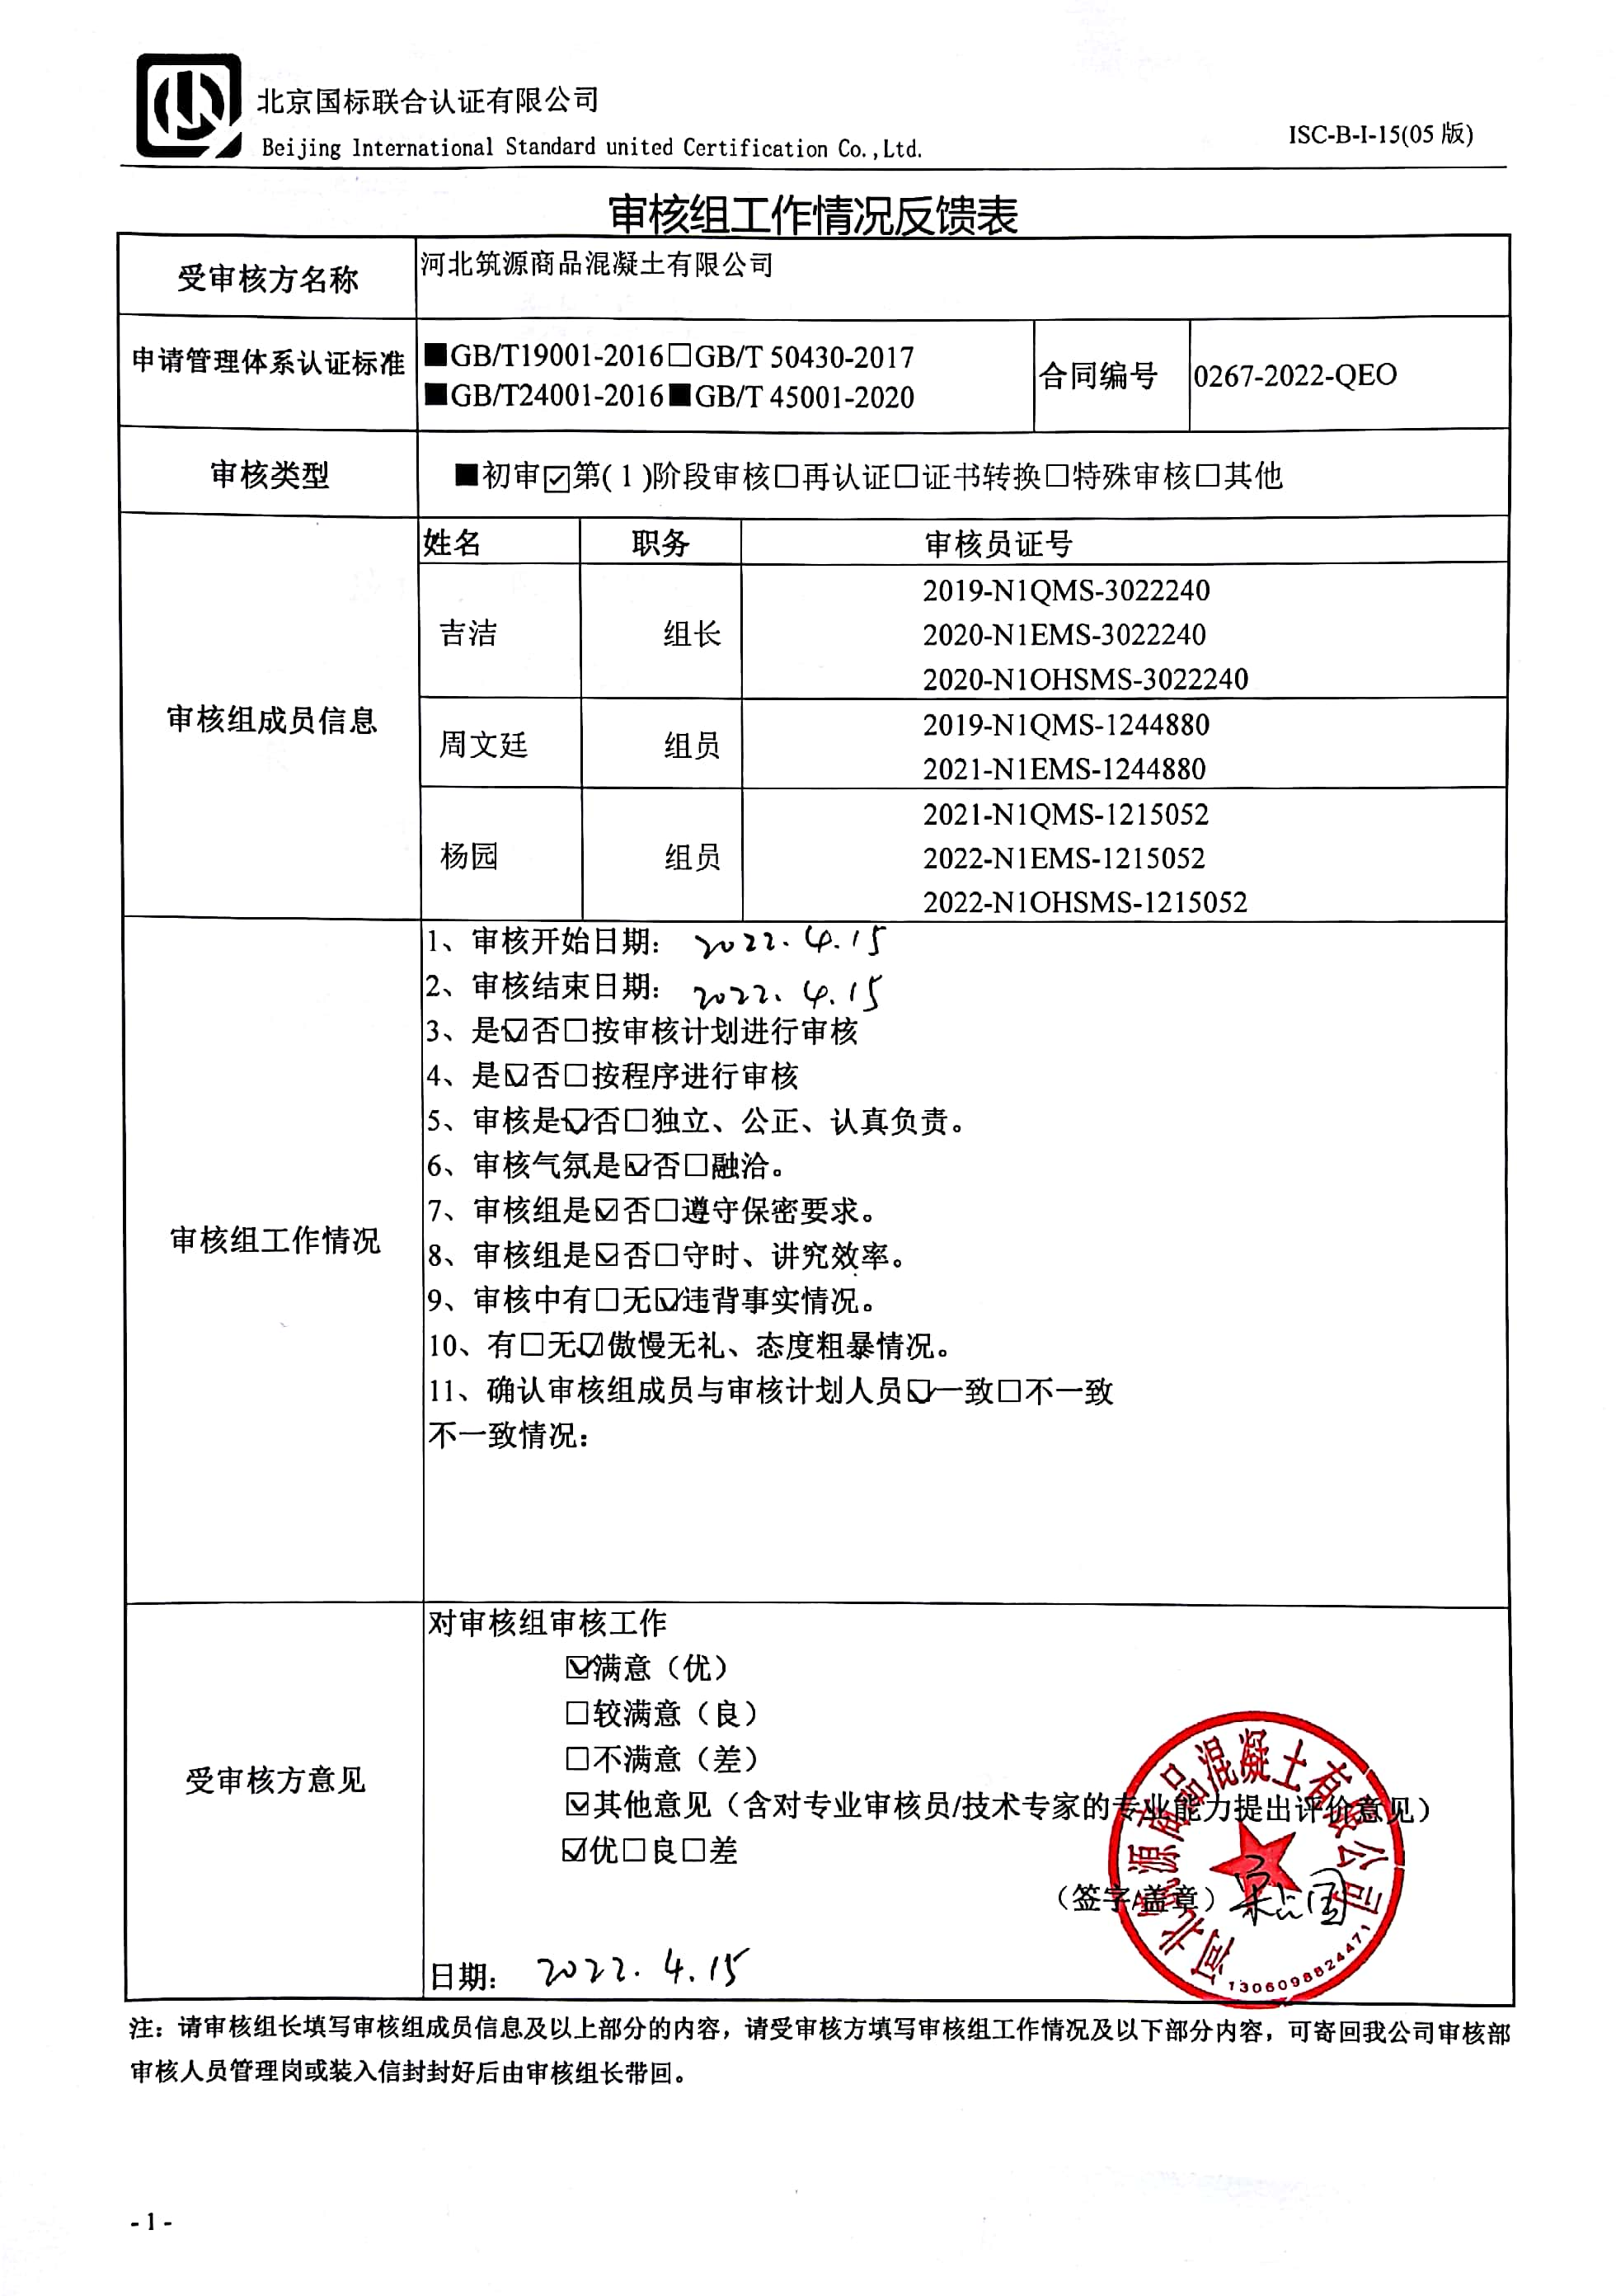 北京国标联合认证有限公司
Beijing International Standard united Certification Co.,Ltd.
ISC-B-I-15(05 版)
审核组工作情况反馈表
受审核方名称 河北筑源商品混凝土有限公司
申请管理体系认证标准 ■GB/T19001-2016□GB/T 50430-2017
■GB/T24001-2016■GB/T 45001-2020
合同编号 0267-2022-QEO
审核类型 ■初审☑第(1)阶段审核□再认证□证书转换□特殊审核□其他
审核组成员信息
姓名 职务 审核员证号
吉洁 组长 2019-N1QMS-3022240
2020-N1EMS-3022240
2020-N1OHSMS-3022240
周文廷 组员 2019-N1QMS-1244880
2021-N1EMS-1244880
杨园 组员 2021-N1QMS-1215052
2022-N1EMS-1215052
2022-N1OHSMS-1215052
审核组工作情况
1、审核开始日期： 2022.4.15
2、审核结束日期： 2022.4.15
3、是☑否□按审核计划进行审核
4、是☑否□按程序进行审核
5、审核是☑否□独立、公正、认真负责。
6、审核气氛是☑否□融洽。
7、审核组是☑否□遵守保密要求。
8、审核组是☑否□守时、讲究效率。
9、审核中有□无☑违背事实情况。
10、有□无☑傲慢无礼、态度粗暴情况。
11、确认审核组成员与审核计划人员☑一致□不一致
不一致情况：
受审核方意见
对审核组审核工作
☑满意（优）
□较满意（良）
□不满意（差）
☑其他意见（含对专业审核员/技术专家的专业能力提出评价意见）
☑优□良□差
（签字/盖章）
河北筑源商品混凝土有限公司
1306098824471
日期： 2022.4.15
注：请审核组长填写审核组成员信息及以上部分的内容，请受审核方填写审核组工作情况及以下部分内容，可寄回我公司审核部
审核人员管理岗或装入信封封好后由审核组长带回。
- 1 -